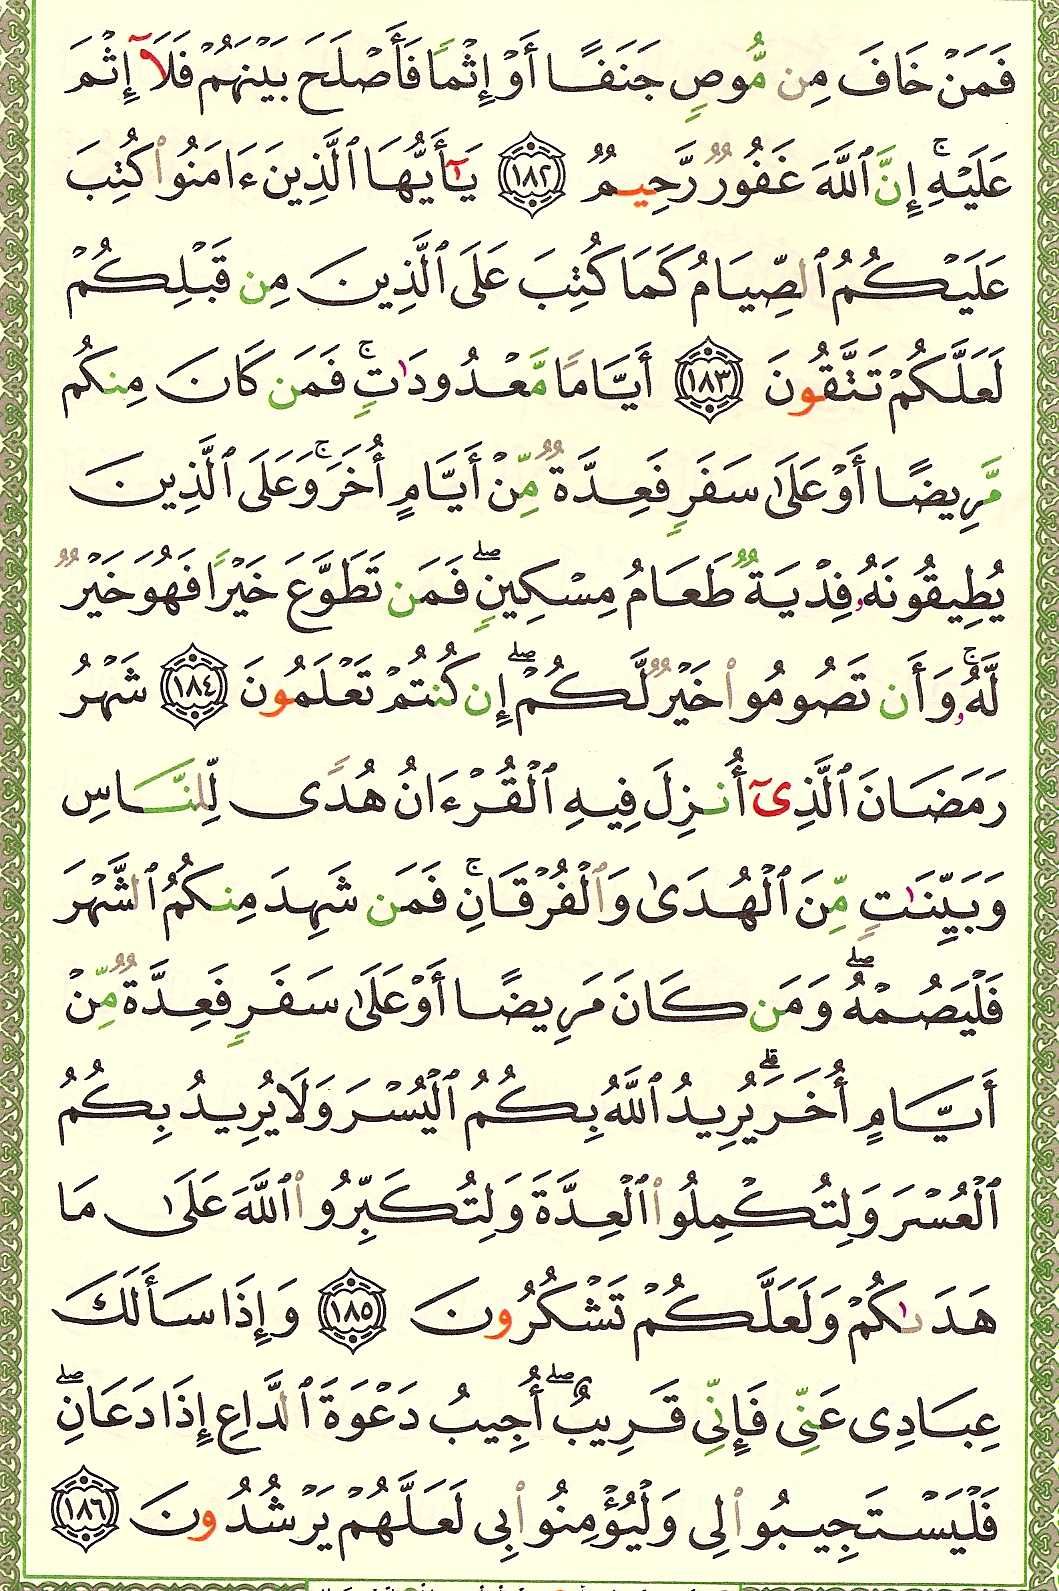 فَمَنْ خَافَ مِن مُّوصٍ جَنَفًا أَوْ إِثْمًا فَأَصْلَحَ بَيْنَهُمْ فَلَآ إِثْمَ
عَلَيْهِ ۚ إِنَّ ٱللَّهَ غَفُورٌ رَّحِيمٌ ١٨٢ يَـٰٓأَيُّهَا ٱلَّذِينَ ءَامَنُوا۟ كُتِبَ
عَلَيْكُمُ ٱلصِّيَامُ كَمَا كُتِبَ عَلَى ٱلَّذِينَ مِن قَبْلِكُمْ
لَعَلَّكُمْ تَتَّقُونَ ١٨٣ أَيَّامًا مَّعْدُودَٰتٍ ۚ فَمَن كَانَ مِنكُم
مَّرِيضًا أَوْ عَلَىٰ سَفَرٍ فَعِدَّةٌ مِّنْ أَيَّامٍ أُخَرَ ۚ وَعَلَى ٱلَّذِينَ
يُطِيقُونَهُۥ فِدْيَةٌ طَعَامُ مِسْكِينٍ ۖ فَمَن تَطَوَّعَ خَيْرًا فَهُوَ خَيْرٌ
لَّهُۥ ۚ وَأَن تَصُومُوا۟ خَيْرٌ لَّكُمْ ۖ إِن كُنتُمْ تَعْلَمُونَ ١٨٤ شَهْرُ
رَمَضَانَ ٱلَّذِىٓ أُنزِلَ فِيهِ ٱلْقُرْءَانُ هُدًى لِّلنَّاسِ
وَبَيِّنَـٰتٍ مِّنَ ٱلْهُدَىٰ وَٱلْفُرْقَانِ ۚ فَمَن شَهِدَ مِنكُمُ ٱلشَّهْرَ
فَلْيَصُمْهُ ۖ وَمَن كَانَ مَرِيضًا أَوْ عَلَىٰ سَفَرٍ فَعِدَّةٌ مِّنْ
أَيَّامٍ أُخَرَ ۗ يُرِيدُ ٱللَّهُ بِكُمُ ٱلْيُسْرَ وَلَا يُرِيدُ بِكُمُ
ٱلْعُسْرَ وَلِتُكْمِلُوا۟ ٱلْعِدَّةَ وَلِتُكَبِّرُوا۟ ٱللَّهَ عَلَىٰ مَا
هَدَىٰكُمْ وَلَعَلَّكُمْ تَشْكُرُونَ ١٨٥ وَإِذَا سَأَلَكَ
عِبَادِى عَنِّى فَإِنِّى قَرِيبٌ ۖ أُجِيبُ دَعْوَةَ ٱلدَّاعِ إِذَا دَعَانِ ۖ
فَلْيَسْتَجِيبُوا۟ لِى وَلْيُؤْمِنُوا۟ بِى لَعَلَّهُمْ يَرْشُدُونَ ١٨٦